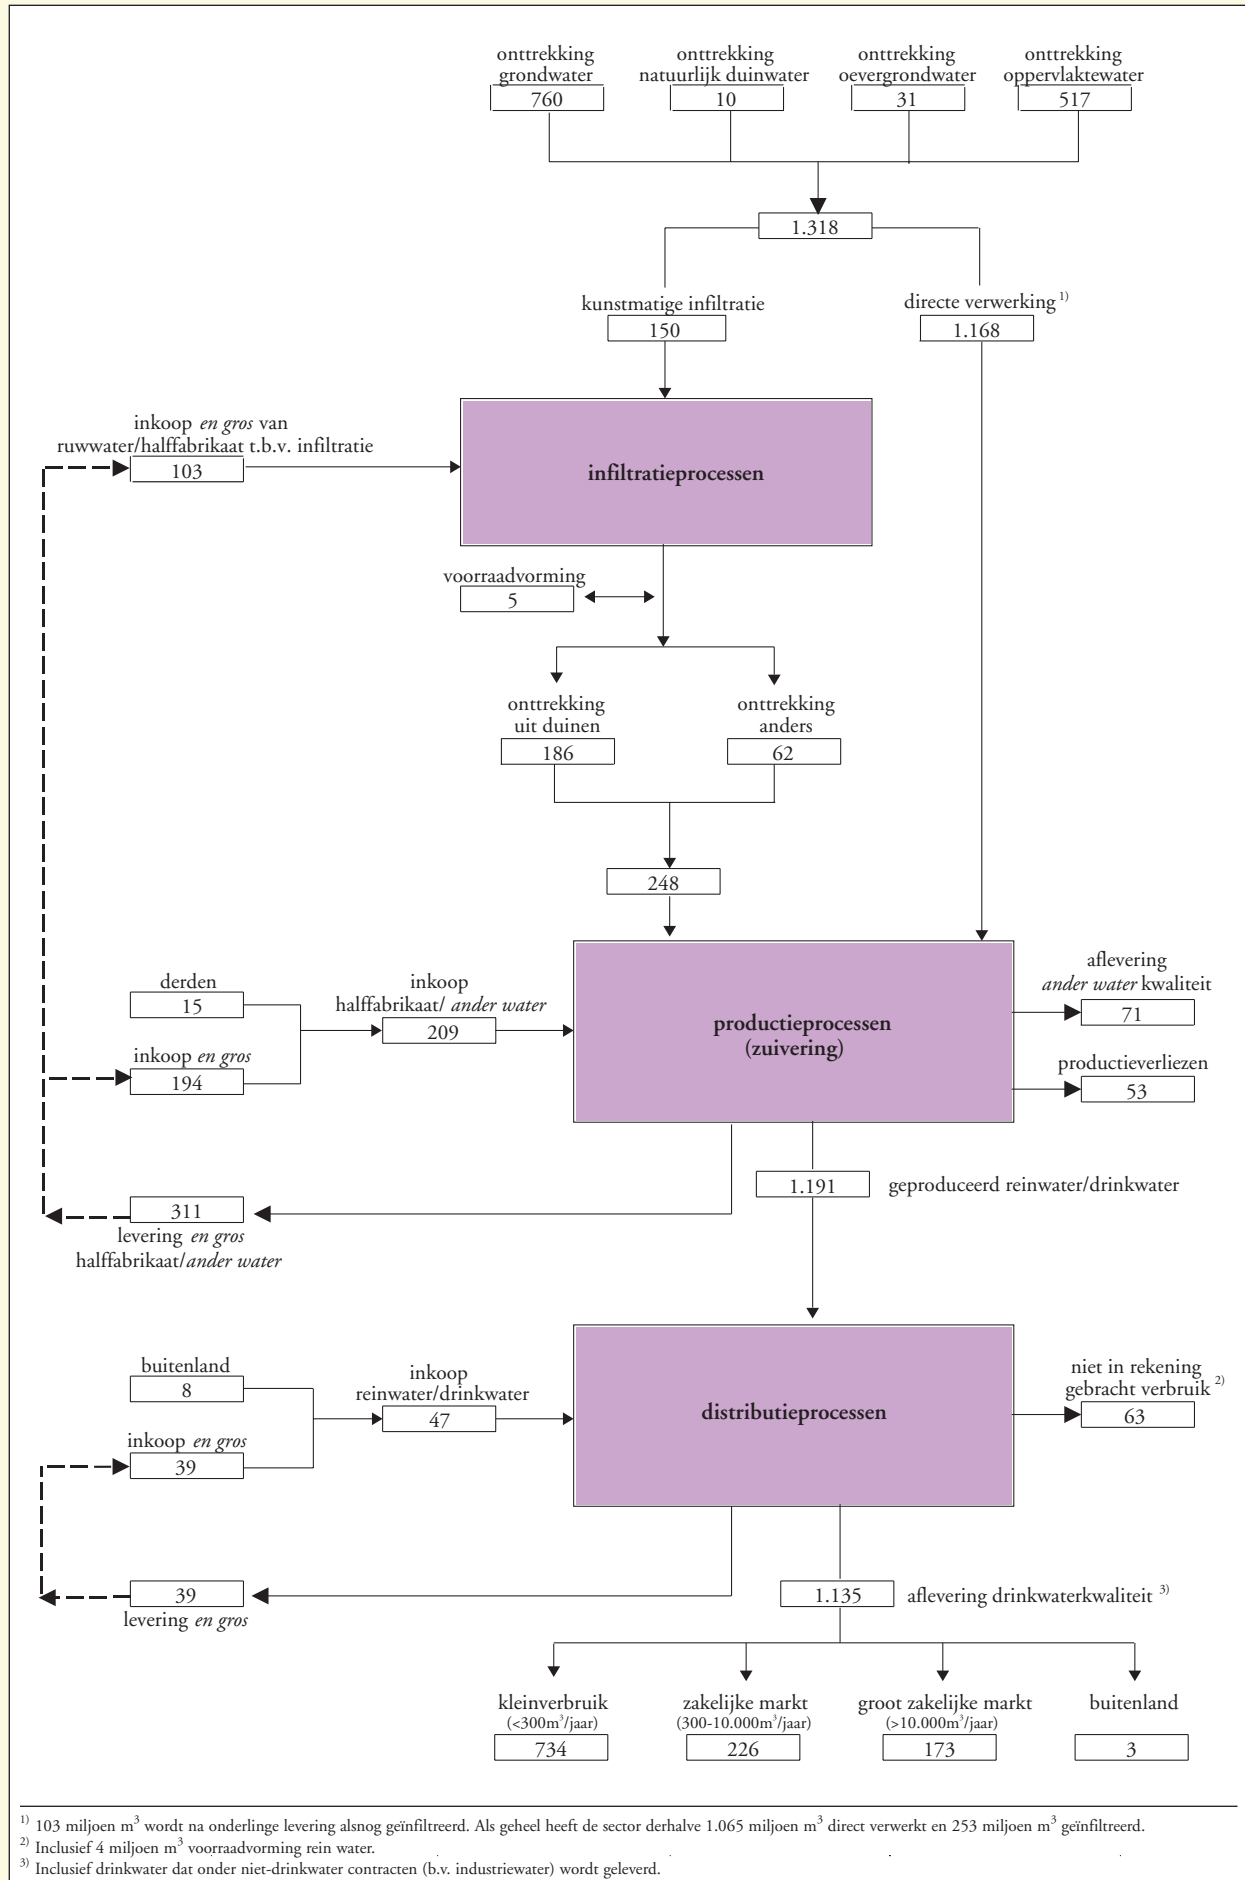 onttrekking
grondwater
760
onttrekking
natuurlijk duinwater
10
onttrekking
oevergrondwater
31
onttrekking
oppervlaktewater
517
1.318
kunstmatige infiltratie
150
directe verwerking 1)
1.168
inkoop en gros van
ruwwater/halffabrikaat t.b.v. infiltratie
103
infiltratieprocessen
voorraadvorming
5
onttrekking
uit duinen
186
onttrekking
anders
62
248
derden
15
inkoop en gros
194
inkoop
halffabrikaat/ ander water
209
productieprocessen
(zuivering)
aflevering
ander water kwaliteit
71
productieverliezen
53
1.191
geproduceerd reinwater/drinkwater
311
levering en gros
halffabrikaat/ander water
buitenland
8
inkoop en gros
39
inkoop
reinwater/drinkwater
47
distributieprocessen
niet in rekening
gebracht verbruik 2)
63
39
levering en gros
1.135
aflevering drinkwaterkwaliteit 3)
kleinverbruik
(<300m³/jaar)
734
zakelijke markt
(300-10.000m³/jaar)
226
groot zakelijke markt
(>10.000m³/jaar)
173
buitenland
3
1) 103 miljoen m³ wordt na onderlinge levering alsnog geïnfiltreerd. Als geheel heeft de sector derhalve 1.065 miljoen m³ direct verwerkt en 253 miljoen m³ geïnfiltreerd.
2) Inclusief 4 miljoen m³ voorraadvorming rein water.
3) Inclusief drinkwater dat onder niet-drinkwater contracten (b.v. industriewater) wordt geleverd.